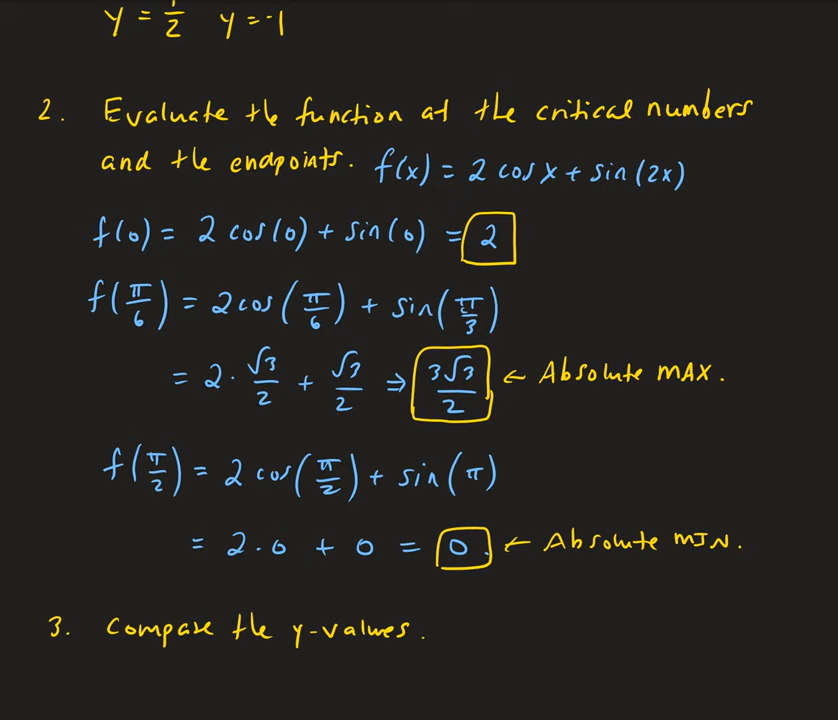 y = 1/2 y = -1
2. Evaluate the function at the critical numbers
and the endpoints. f(x) = 2 cos x + sin(2x)
f(0) = 2 cos(0) + sin(0) = 2
f(π/6) = 2 cos(π/6) + sin(π/3)
= 2 · √3/2 + √3/2 ⇒ 3√3/2 ← Absolute MAX.
f(π/2) = 2 cos(π/2) + sin(π)
= 2 · 0 + 0 = 0. ← Absolute MIN.
3. Compare the y-values.